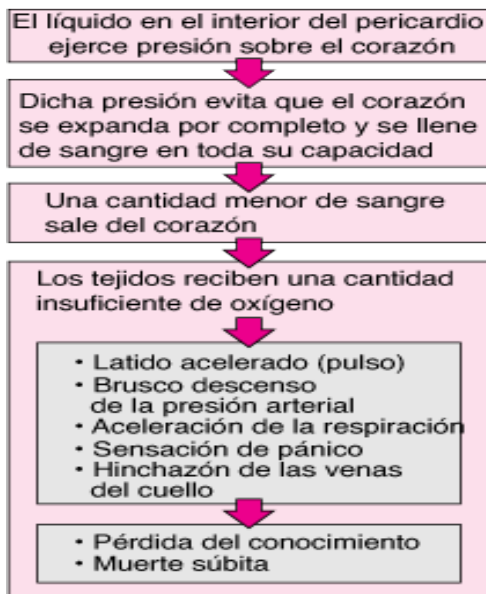 El líquido en el interior del pericardio
ejerce presión sobre el corazón
Dicha presión evita que el corazón
se expanda por completo y se llene
de sangre en toda su capacidad
Una cantidad menor de sangre
sale del corazón
Los tejidos reciben una cantidad
insuficiente de oxígeno
• Latido acelerado (pulso)
• Brusco descenso
de la presión arterial
• Aceleración de la respiración
• Sensación de pánico
• Hinchazón de las venas
del cuello
• Pérdida del conocimiento
• Muerte súbita